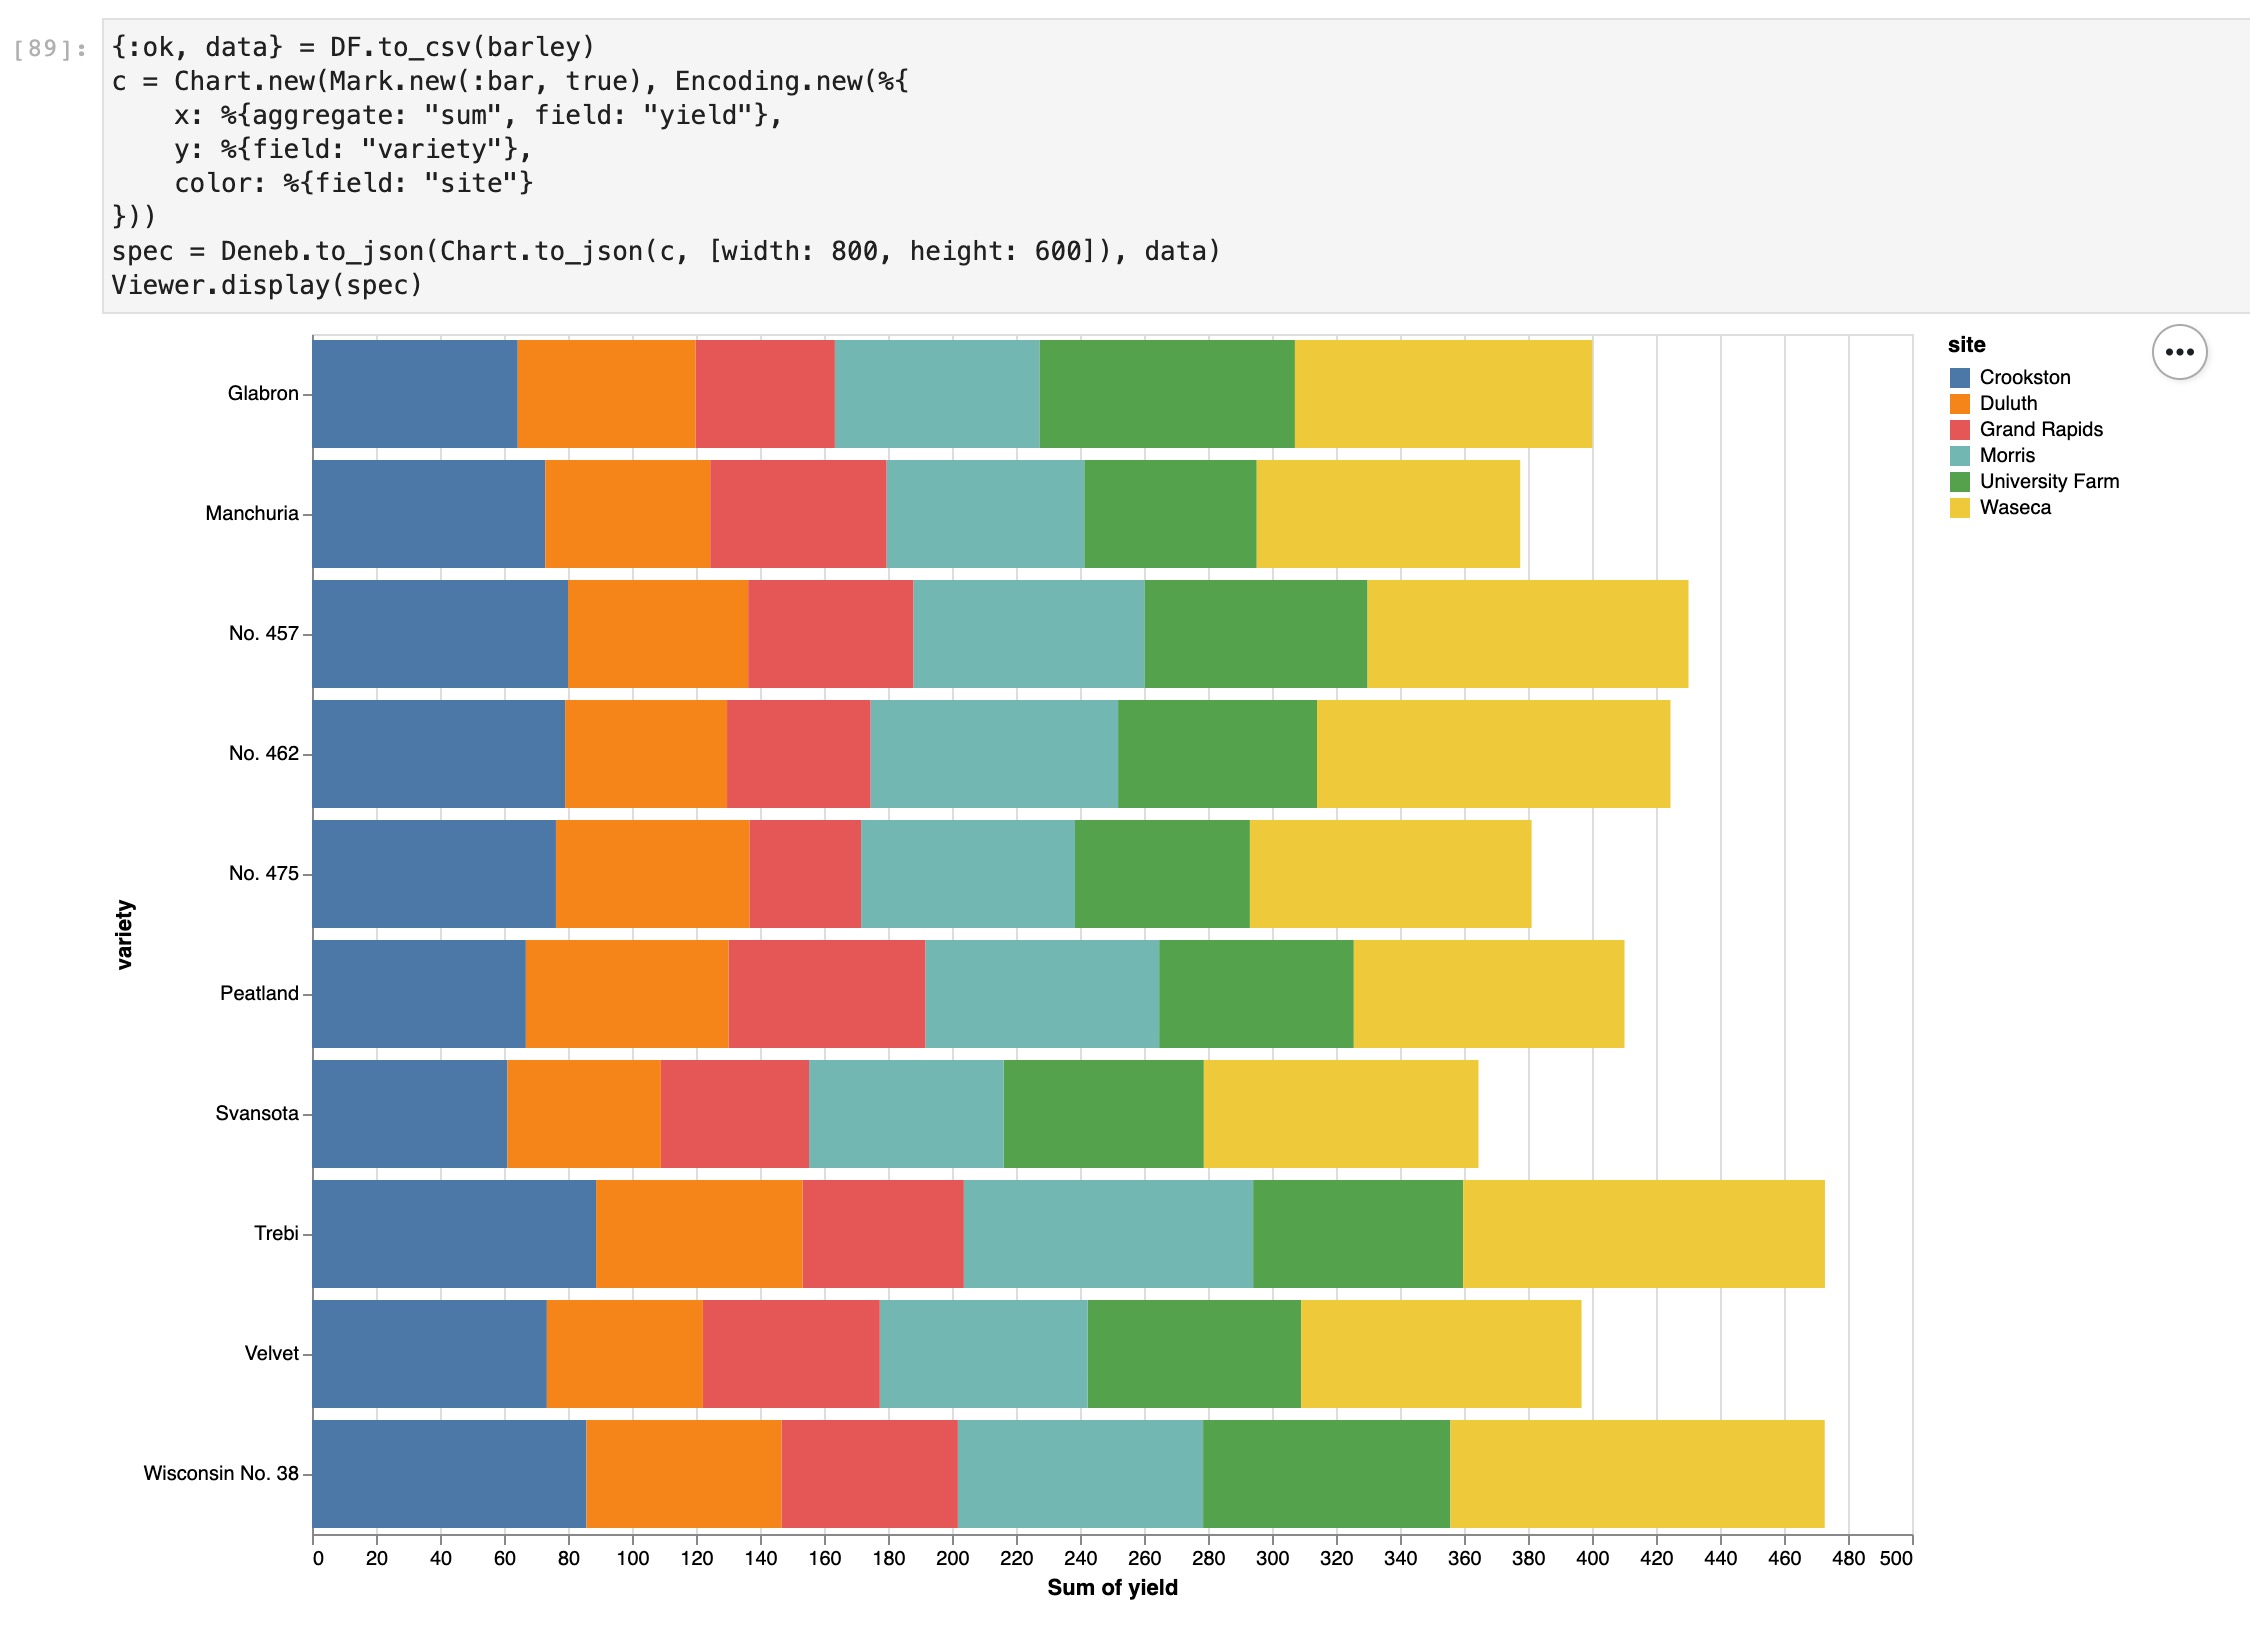 [89]:
{:ok, data} = DF.to_csv(barley)
c = Chart.new(Mark.new(:bar, true), Encoding.new(%{
    x: %{aggregate: "sum", field: "yield"},
    y: %{field: "variety"},
    color: %{field: "site"}
}))
spec = Deneb.to_json(Chart.to_json(c, [width: 800, height: 600]), data)
Viewer.display(spec)
site
Crookston
Duluth
Grand Rapids
Morris
University Farm
Waseca
variety
Glabron
Manchuria
No. 457
No. 462
No. 475
Peatland
Svansota
Trebi
Velvet
Wisconsin No. 38
0 20 40 60 80 100 120 140 160 180 200 220 240 260 280 300 320 340 360 380 400 420 440 460 480 500
Sum of yield